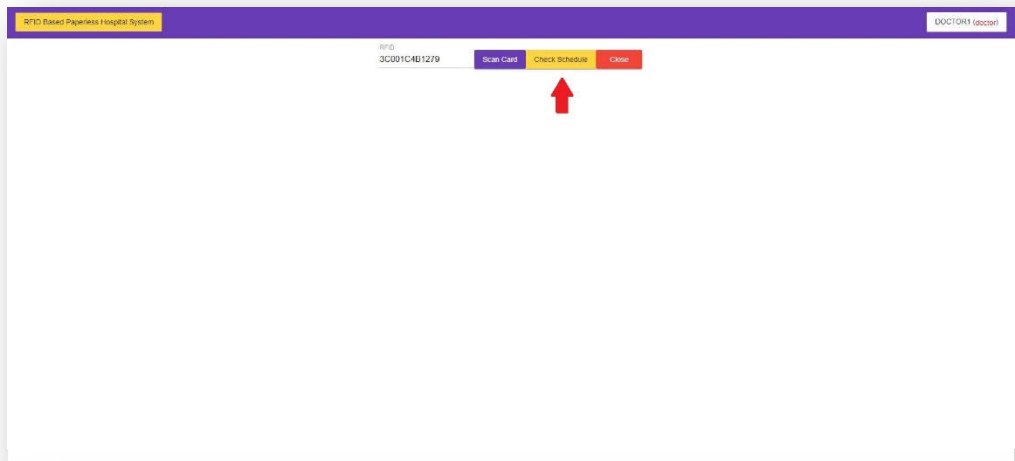 RFID Based Paperless Hospital System
DOCTOR1 (doctor)
RFID
3C001C4B1279
Scan Card
Check Schedule
Close